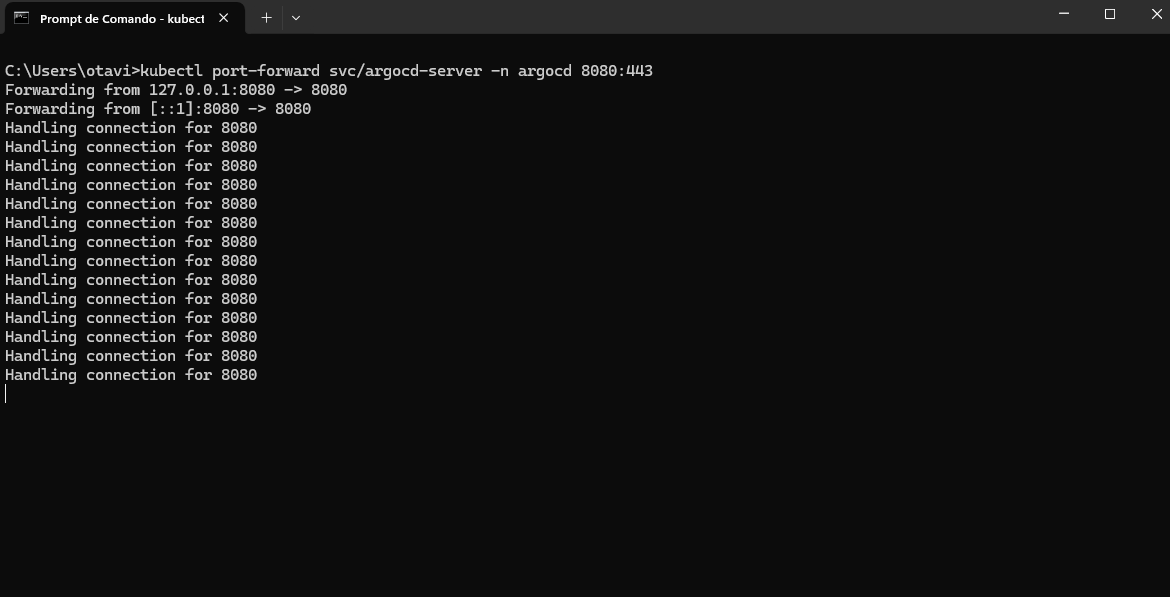 Prompt de Comando - kubect
C:\Users\otavi>kubectl port-forward svc/argocd-server -n argocd 8080:443
Forwarding from 127.0.0.1:8080 -> 8080
Forwarding from [::1]:8080 -> 8080
Handling connection for 8080
Handling connection for 8080
Handling connection for 8080
Handling connection for 8080
Handling connection for 8080
Handling connection for 8080
Handling connection for 8080
Handling connection for 8080
Handling connection for 8080
Handling connection for 8080
Handling connection for 8080
Handling connection for 8080
Handling connection for 8080
Handling connection for 8080